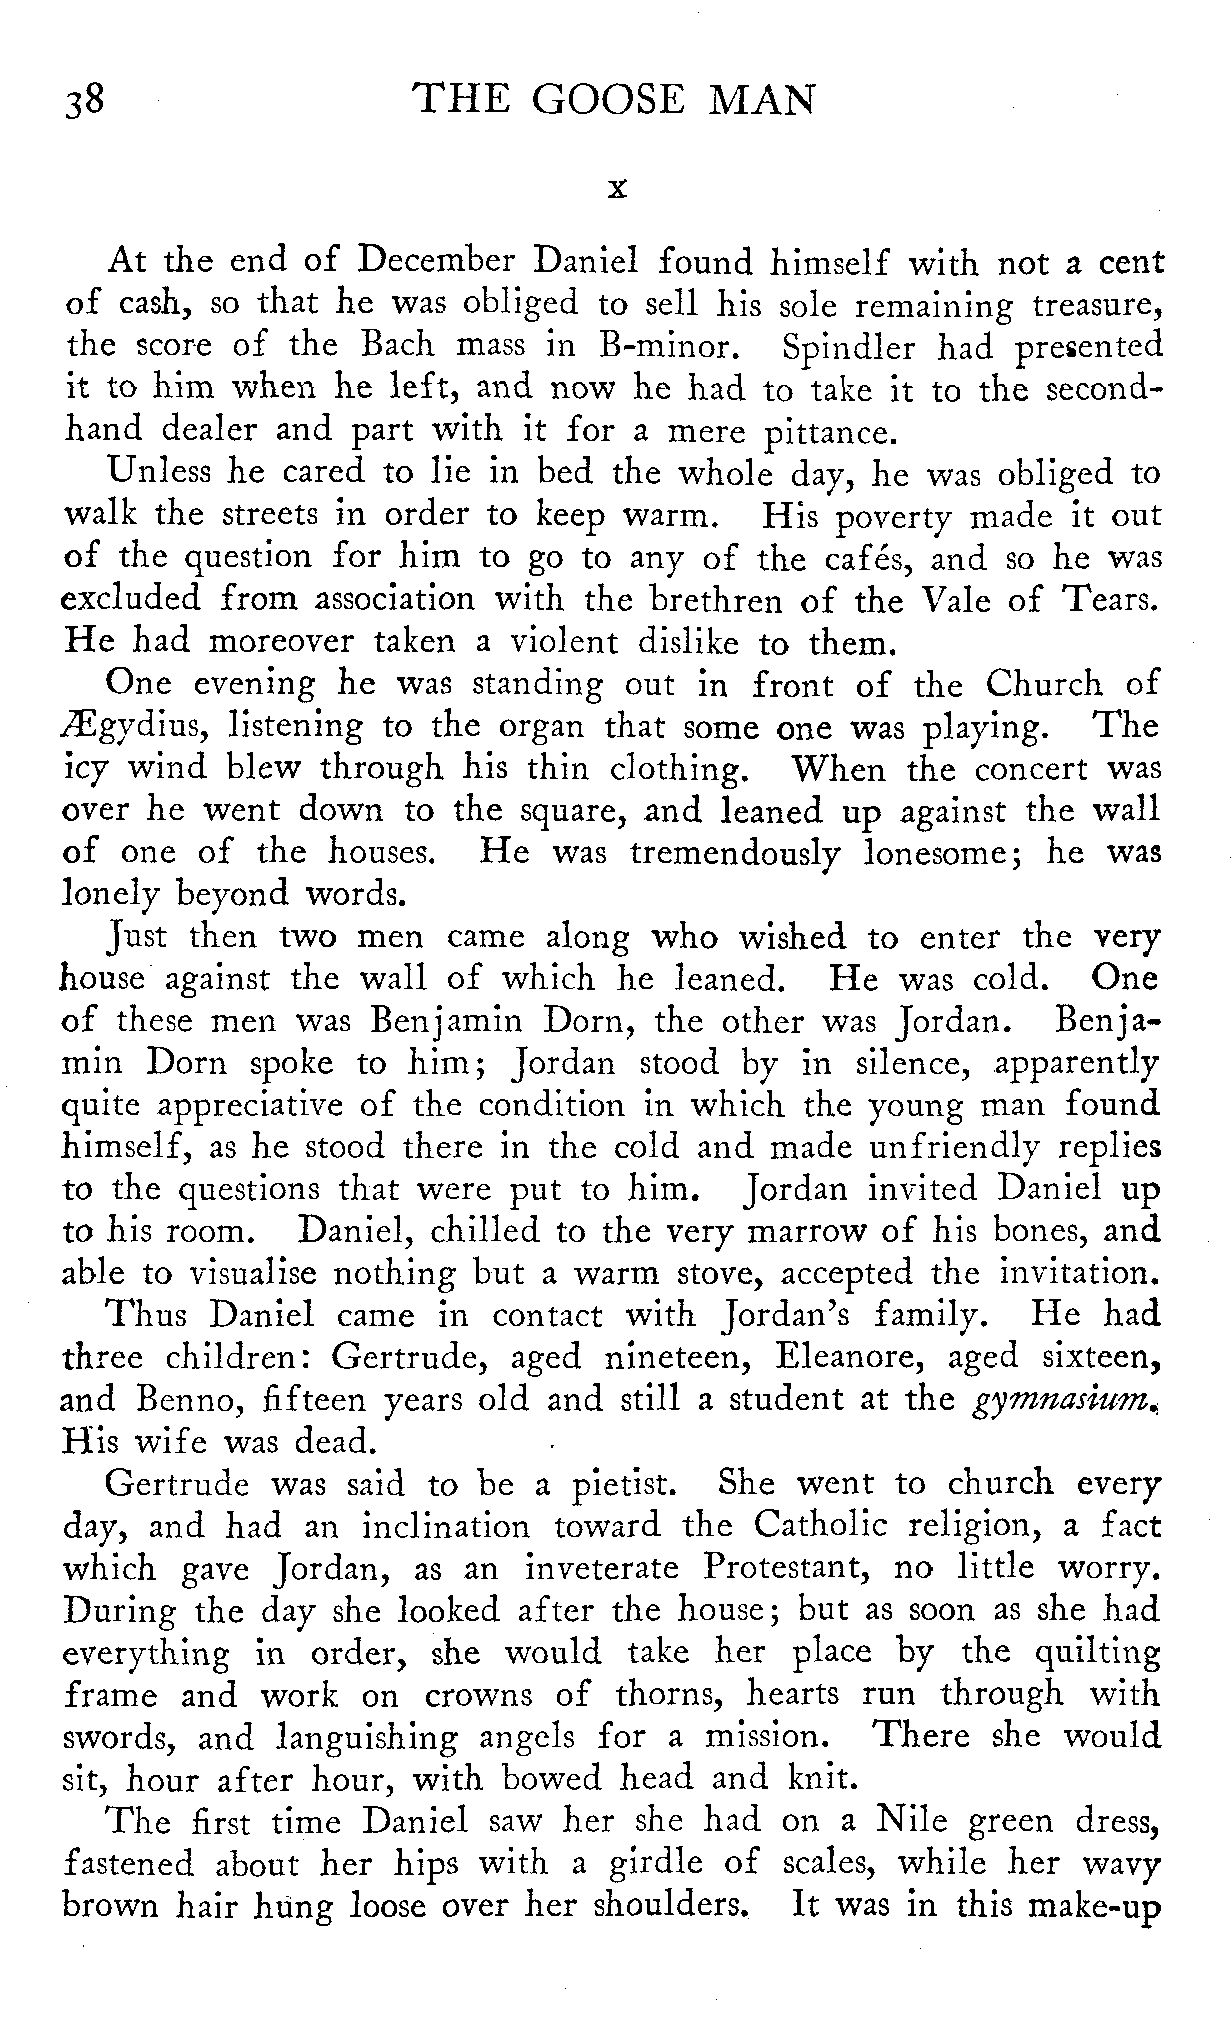 38 THE GOOSE MAN
x
At the end of December Daniel found himself with not a cent
of cash, so that he was obliged to sell his sole remaining treasure,
the score of the Bach mass in B-minor. Spindler had presented
it to him when he left, and now he had to take it to the second-
hand dealer and part with it for a mere pittance.
Unless he cared to lie in bed the whole day, he was obliged to
walk the streets in order to keep warm. His poverty made it out
of the question for him to go to any of the cafés, and so he was
excluded from association with the brethren of the Vale of Tears.
He had moreover taken a violent dislike to them.
One evening he was standing out in front of the Church of
Ægydius, listening to the organ that some one was playing. The
icy wind blew through his thin clothing. When the concert was
over he went down to the square, and leaned up against the wall
of one of the houses. He was tremendously lonesome; he was
lonely beyond words.
Just then two men came along who wished to enter the very
house against the wall of which he leaned. He was cold. One
of these men was Benjamin Dorn, the other was Jordan. Benja-
min Dorn spoke to him; Jordan stood by in silence, apparently
quite appreciative of the condition in which the young man found
himself, as he stood there in the cold and made unfriendly replies
to the questions that were put to him. Jordan invited Daniel up
to his room. Daniel, chilled to the very marrow of his bones, and
able to visualise nothing but a warm stove, accepted the invitation.
Thus Daniel came in contact with Jordan's family. He had
three children: Gertrude, aged nineteen, Eleanore, aged sixteen,
and Benno, fifteen years old and still a student at the gymnasium.
His wife was dead.
Gertrude was said to be a pietist. She went to church every
day, and had an inclination toward the Catholic religion, a fact
which gave Jordan, as an inveterate Protestant, no little worry.
During the day she looked after the house; but as soon as she had
everything in order, she would take her place by the quilting
frame and work on crowns of thorns, hearts run through with
swords, and languishing angels for a mission. There she would
sit, hour after hour, with bowed head and knit.
The first time Daniel saw her she had on a Nile green dress,
fastened about her hips with a girdle of scales, while her wavy
brown hair hung loose over her shoulders. It was in this make-up